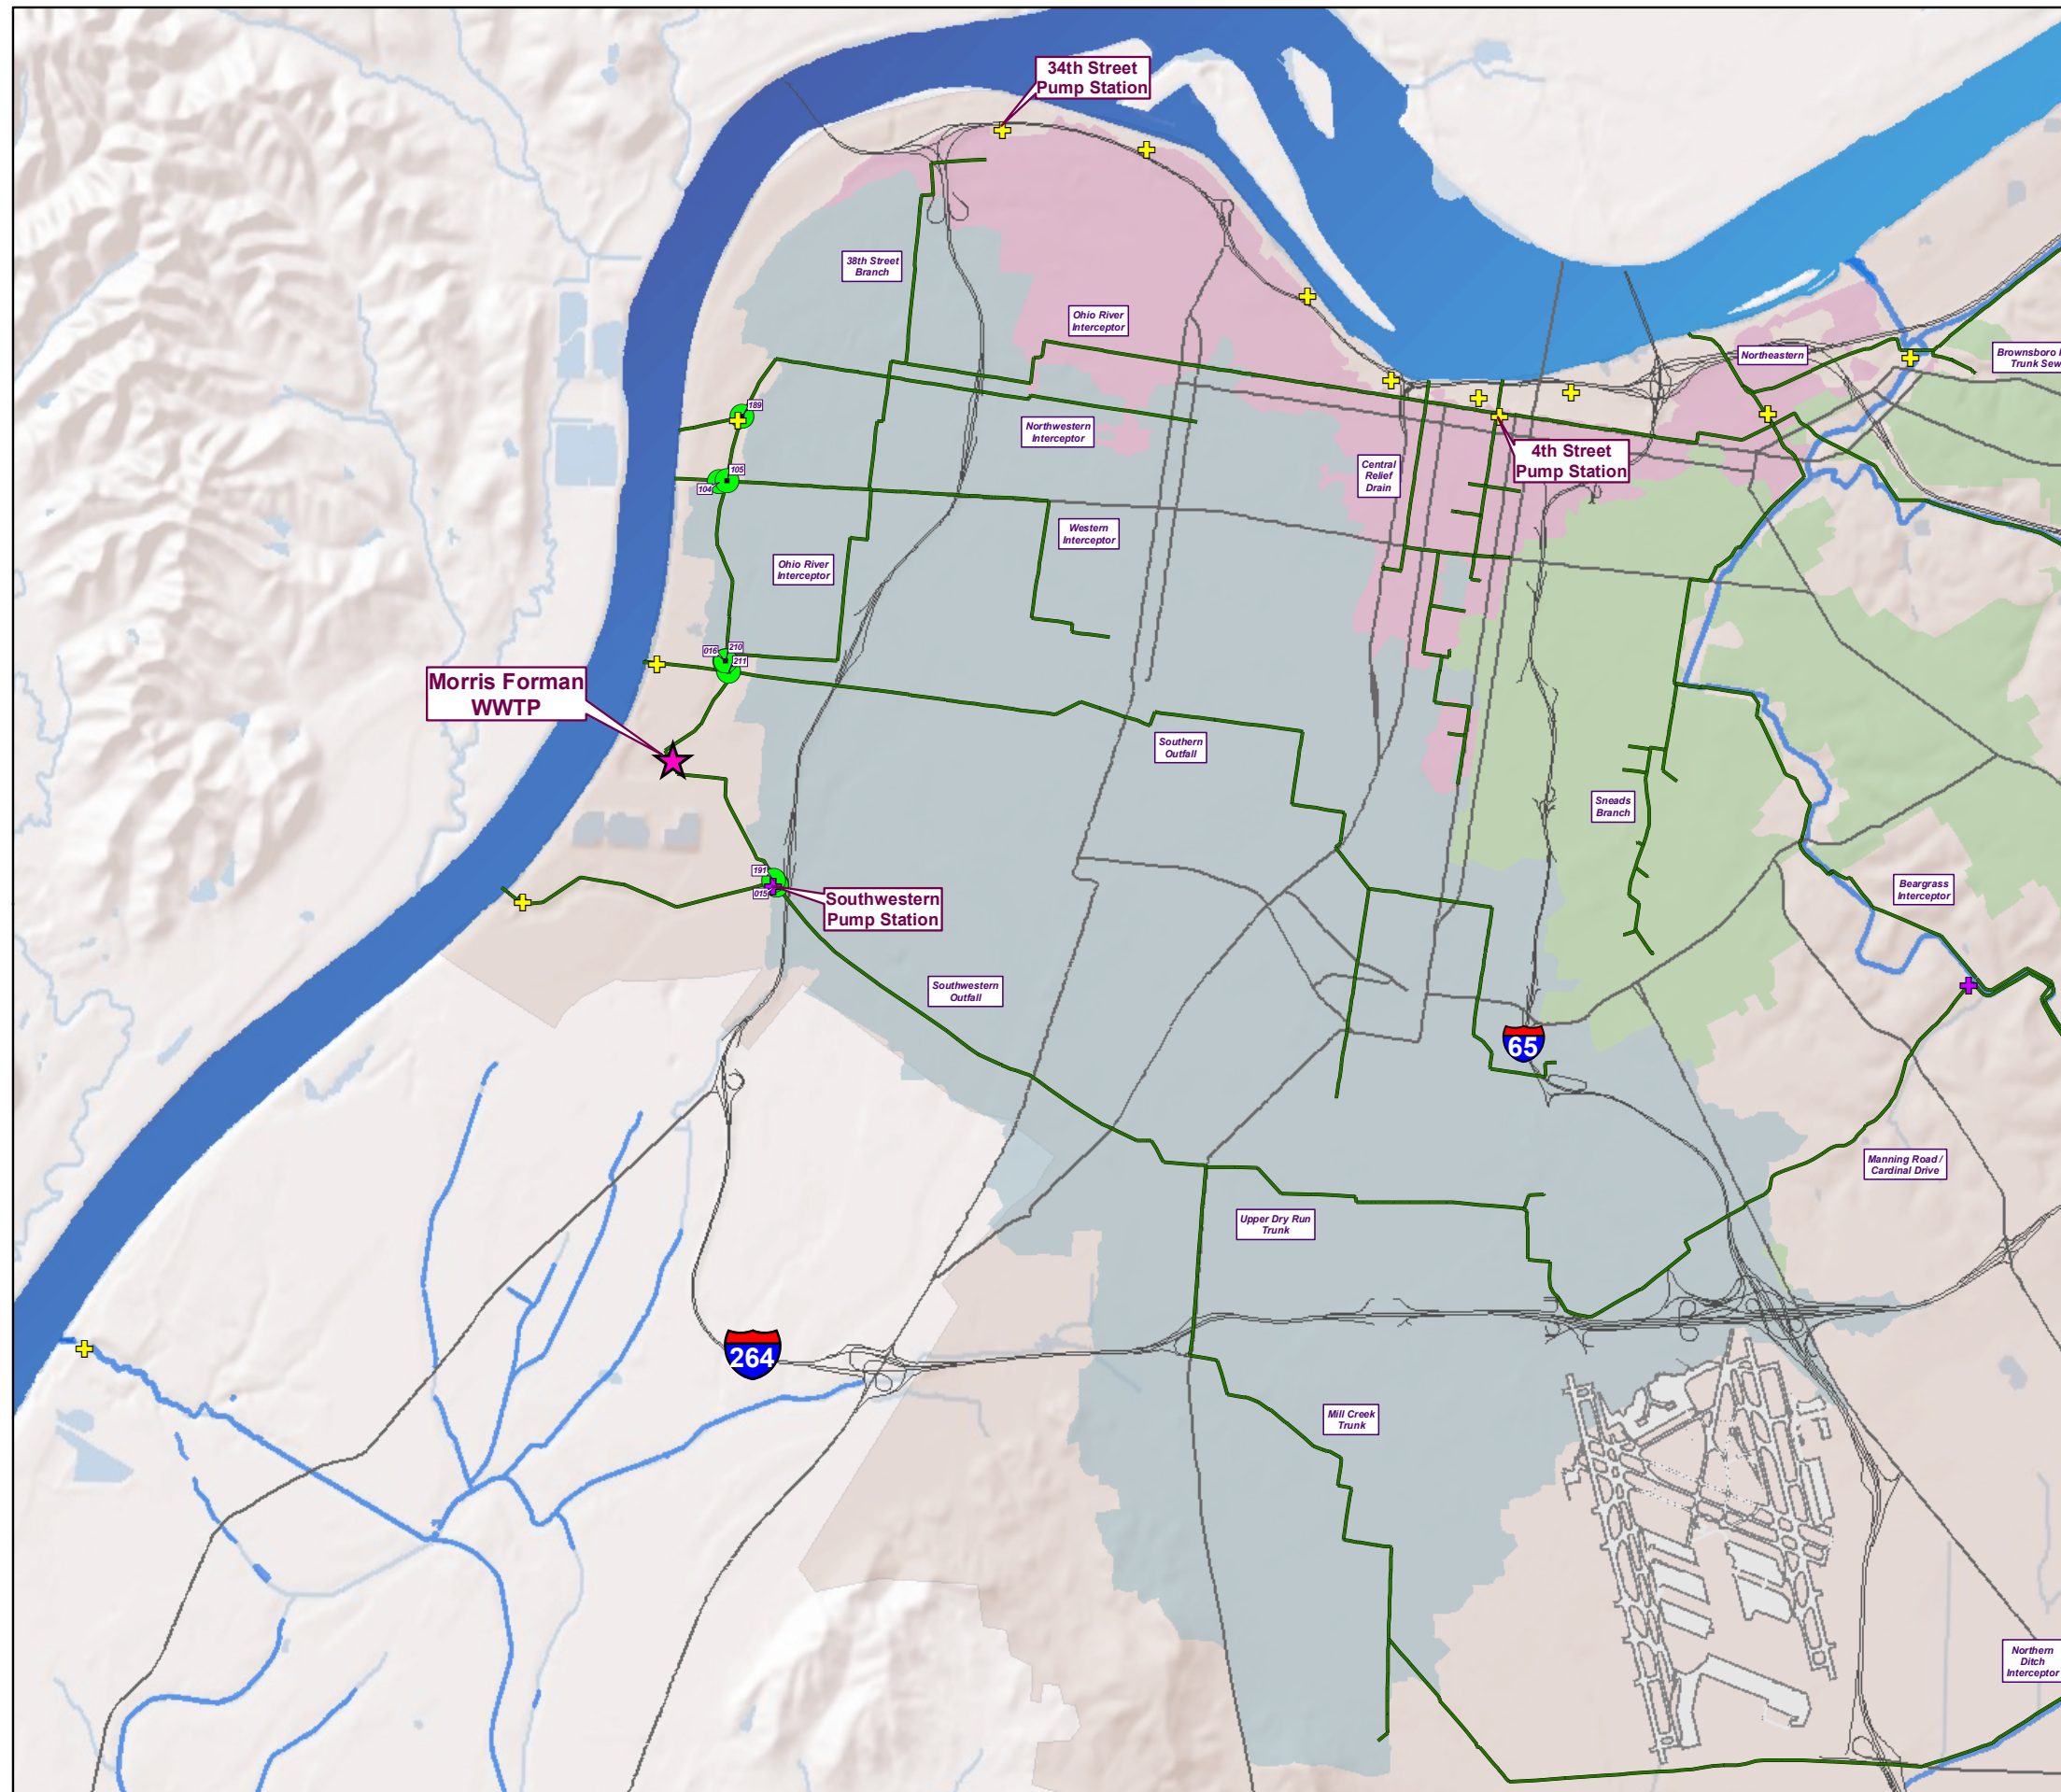 34th Street
Pump Station
38th Street
Branch
Ohio River
Interceptor
Northeastern
Brownsboro
Trunk Sew
189
Northwestern
Interceptor
4th Street
Pump Station
Central
Relief
Drain
105
104
Western
Interceptor
Ohio River
Interceptor
016
210
211
Morris Forman
WWTP
Southern
Outfall
Sneads
Branch
191
015
Southwestern
Pump Station
Beargrass
Interceptor
Southwestern
Outfall
65
Manning Road /
Cardinal Drive
Upper Dry Run
Trunk
264
Mill Creek
Trunk
Northern
Ditch
Interceptor